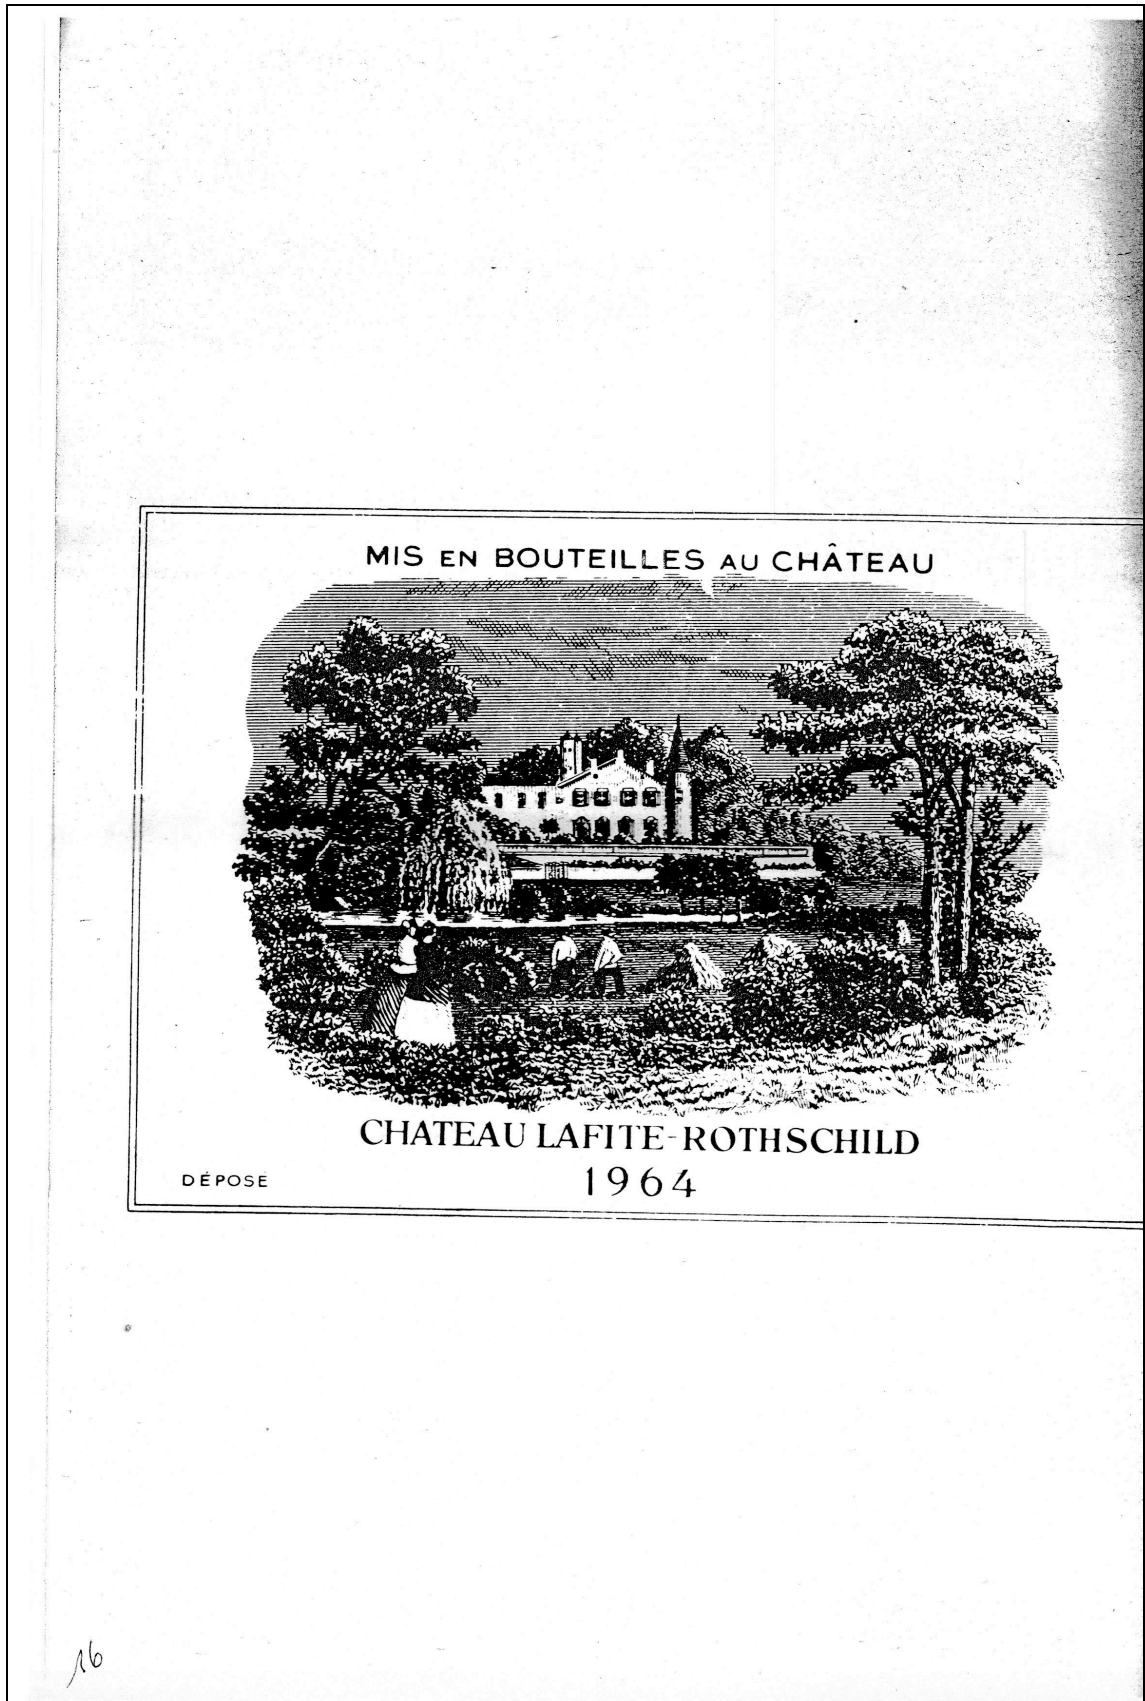 MIS EN BOUTEILLES AU CHÂTEAU
CHATEAU LAFITE-ROTHSCHILD
DÉPOSE
1964
16